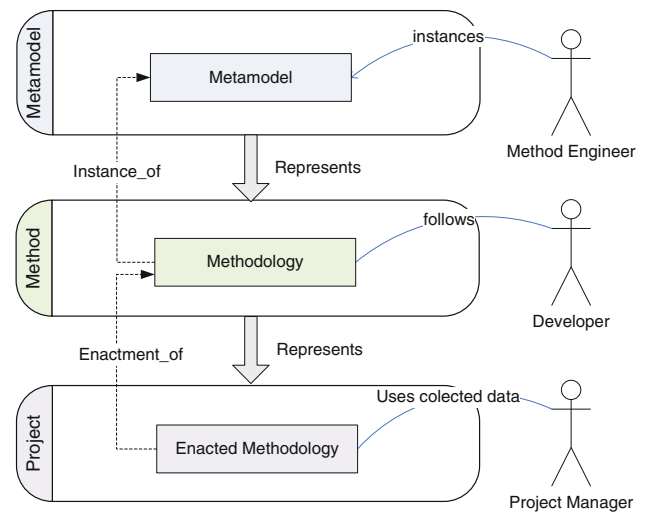 Metamodel
Metamodel
instances
Method Engineer
Instance_of
Represents
Method
Methodology
follows
Developer
Enactment_of
Represents
Project
Enacted Methodology
Uses colected data
Project Manager